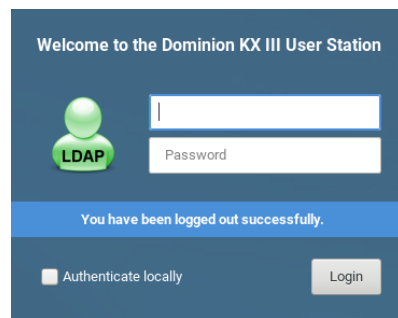 Welcome to the Dominion KX III User Station
LDAP
Password
You have been logged out successfully.
Authenticate locally
Login